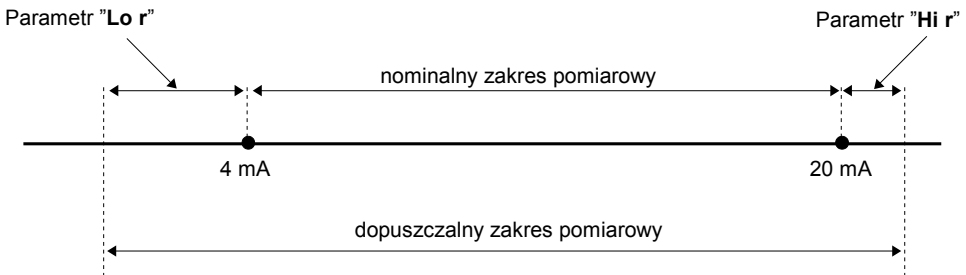 Parametr ”Lo r”
Parametr ”Hi r”
nominalny zakres pomiarowy
4 mA
20 mA
dopuszczalny zakres pomiarowy